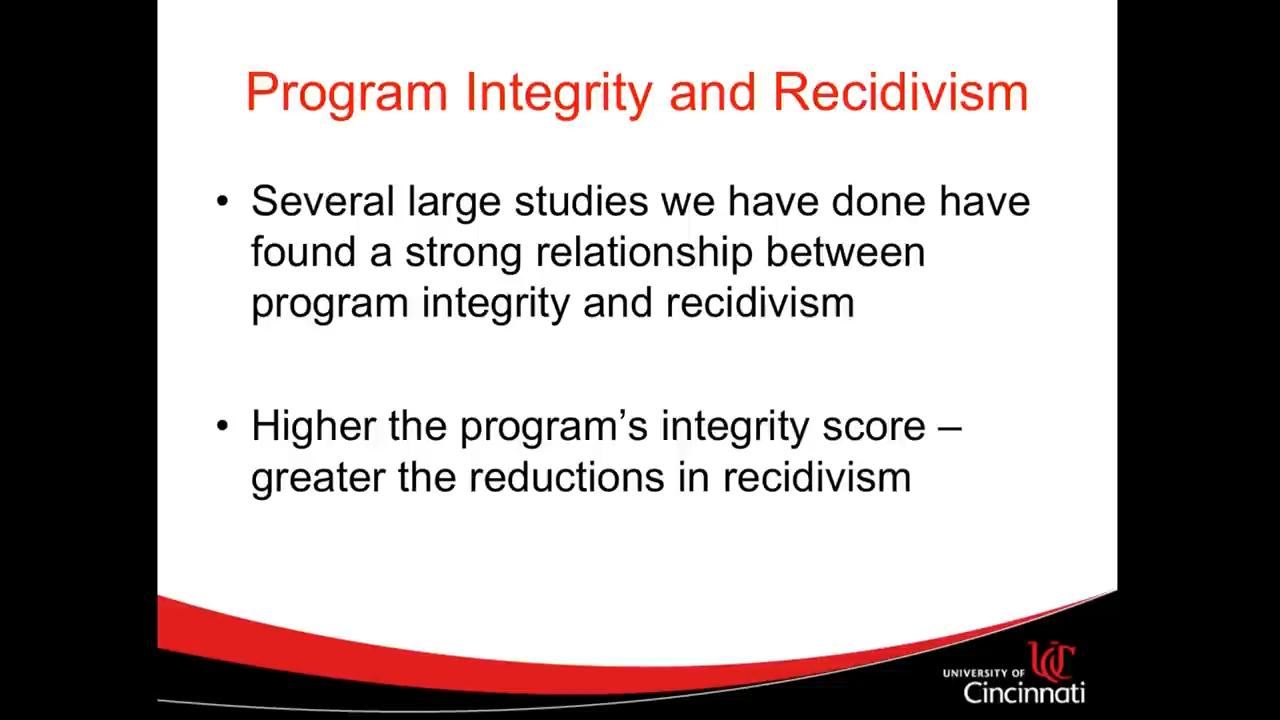 Program Integrity and Recidivism
• Several large studies we have done have
found a strong relationship between
program integrity and recidivism
• Higher the program’s integrity score –
greater the reductions in recidivism
UC
UNIVERSITY OF
Cincinnati